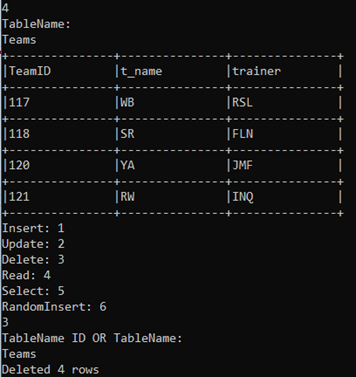 4
TableName:
Teams
+---------------+---------------+---------------+
|TeamID         |t_name         |trainer        |
+---------------+---------------+---------------+
|117            |WB             |RSL            |
+---------------+---------------+---------------+
|118            |SR             |FLN            |
+---------------+---------------+---------------+
|120            |YA             |JMF            |
+---------------+---------------+---------------+
|121            |RW             |INQ            |
+---------------+---------------+---------------+
Insert: 1
Update: 2
Delete: 3
Read: 4
Select: 5
RandomInsert: 6
3
TableName ID OR TableName:
Teams
Deleted 4 rows